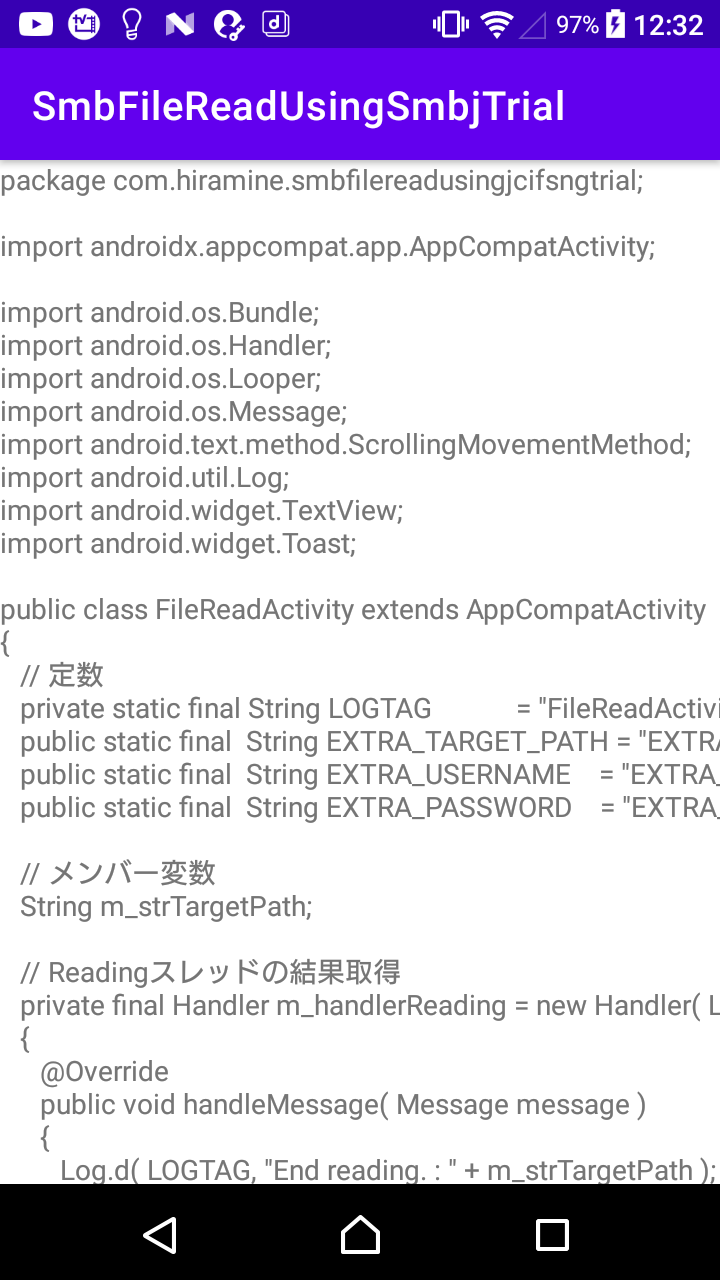 97% 12:32
SmbFileReadUsingSmbjTrial
package com.hiramine.smbfilereadusingjcifsngtrial;
import androidx.appcompat.app.AppCompatActivity;
import android.os.Bundle;
import android.os.Handler;
import android.os.Looper;
import android.os.Message;
import android.text.method.ScrollingMovementMethod;
import android.util.Log;
import android.widget.TextView;
import android.widget.Toast;
public class FileReadActivity extends AppCompatActivity
{
// 定数
private static final String LOGTAG = "FileReadActivi
public static final String EXTRA_TARGET_PATH = "EXTRA
public static final String EXTRA_USERNAME = "EXTRA_
public static final String EXTRA_PASSWORD = "EXTRA_
// メンバー変数
String m_strTargetPath;
// Readingスレッドの結果取得
private final Handler m_handlerReading = new Handler( L
{
@Override
public void handleMessage( Message message )
{
Log.d( LOGTAG, "End reading. : " + m_strTargetPath );